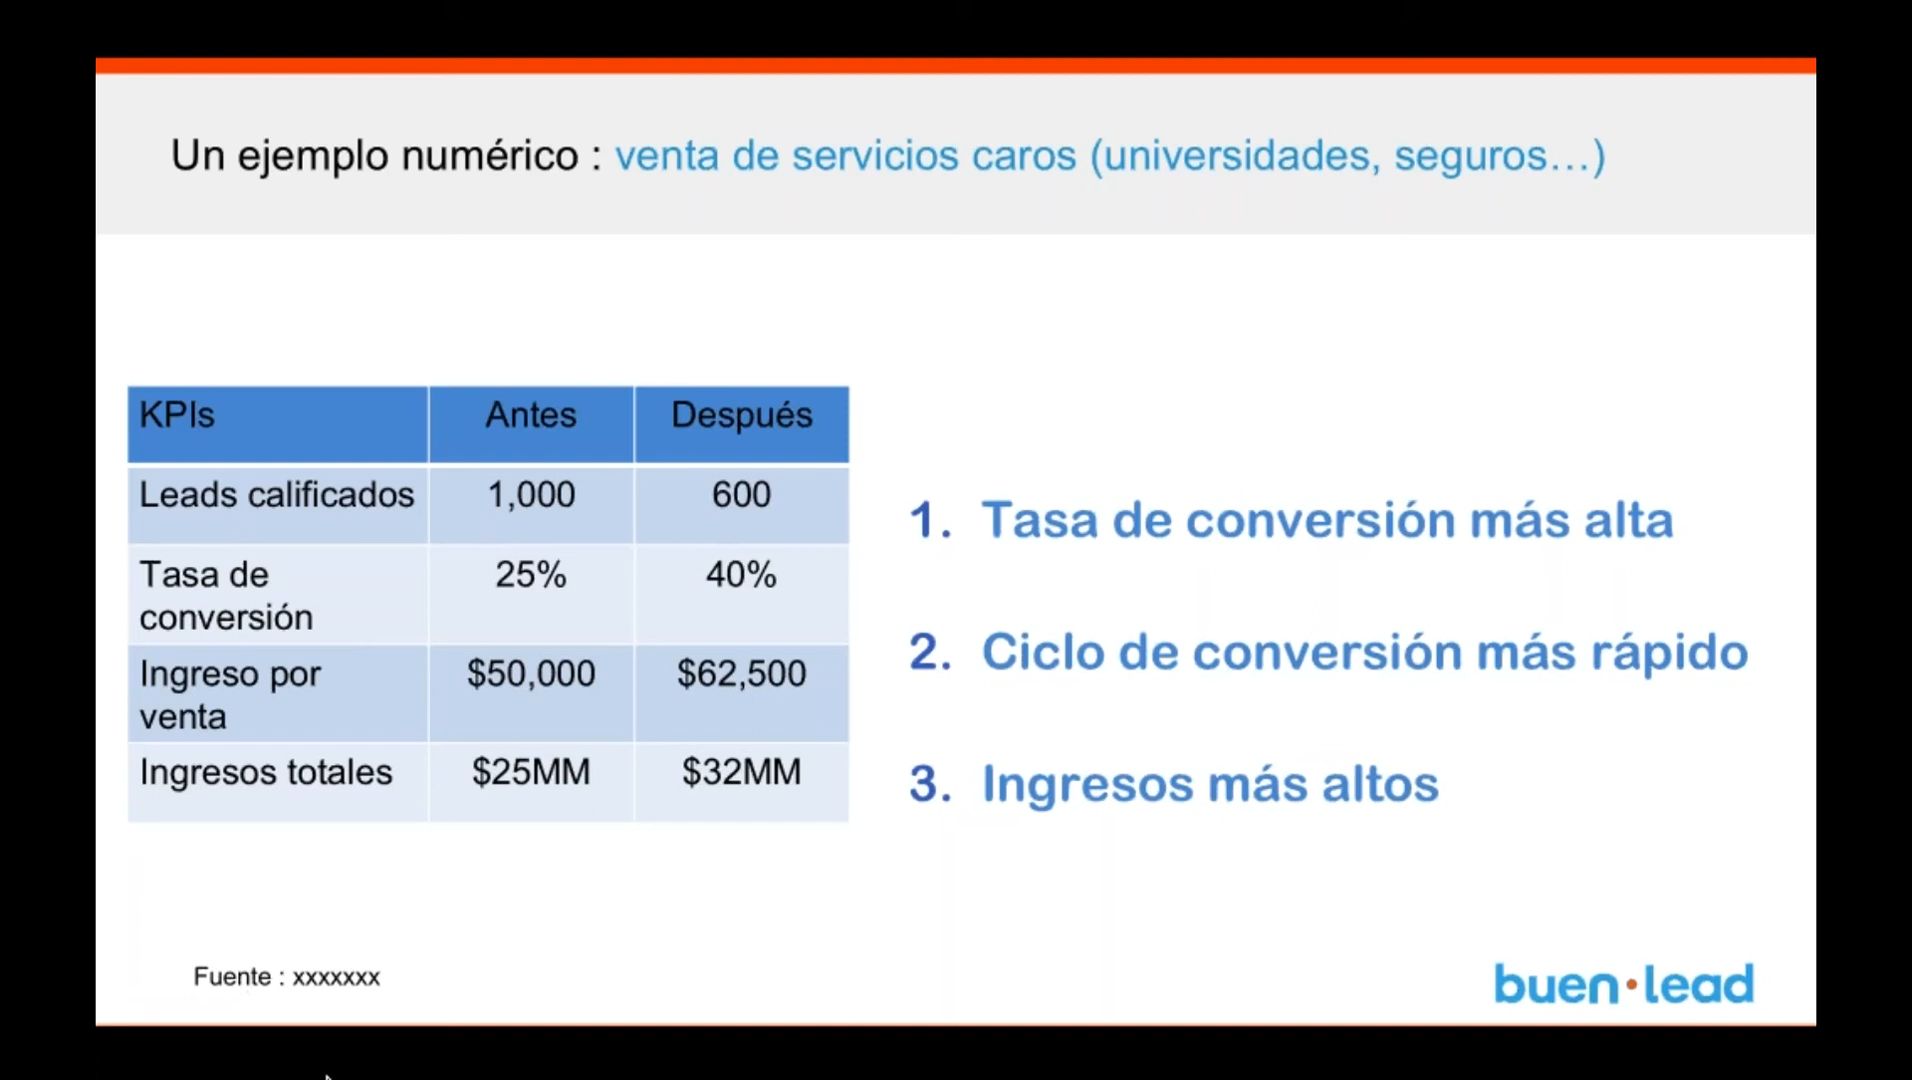 Un ejemplo numérico : venta de servicios caros (universidades, seguros…)
KPIs Antes Después
Leads calificados 1,000 600
Tasa de
conversión 25% 40%
Ingreso por
venta $50,000 $62,500
Ingresos totales $25MM $32MM
1. Tasa de conversión más alta
2. Ciclo de conversión más rápido
3. Ingresos más altos
Fuente : xxxxxxx
buen·lead